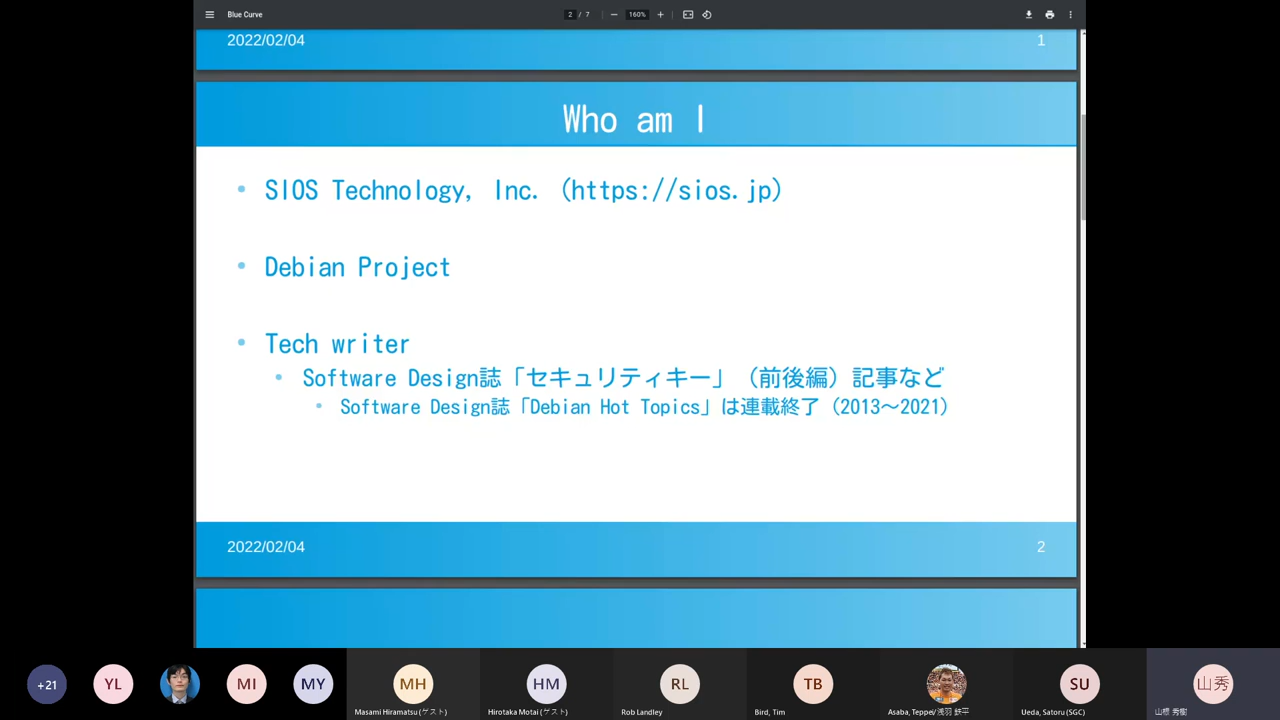 Blue Curve
2 / 7
160%
2022/02/04
1
Who am I
• SIOS Technology, Inc. (https://sios.jp)
• Debian Project
• Tech writer
• Software Design誌「セキュリティキー」（前後編）記事など
• Software Design誌「Debian Hot Topics」は連載終了（2013～2021）
2022/02/04
2
+21
YL
MI
MY
MH
HM
RL
TB
SU
山秀
Masami Hiramatsu (ゲスト)
Hirotaka Motai (ゲスト)
Rob Landley
Bird, Tim
Asaba, Teppei/浅羽 鉄平
Ueda, Satoru (SGC)
山根 秀樹